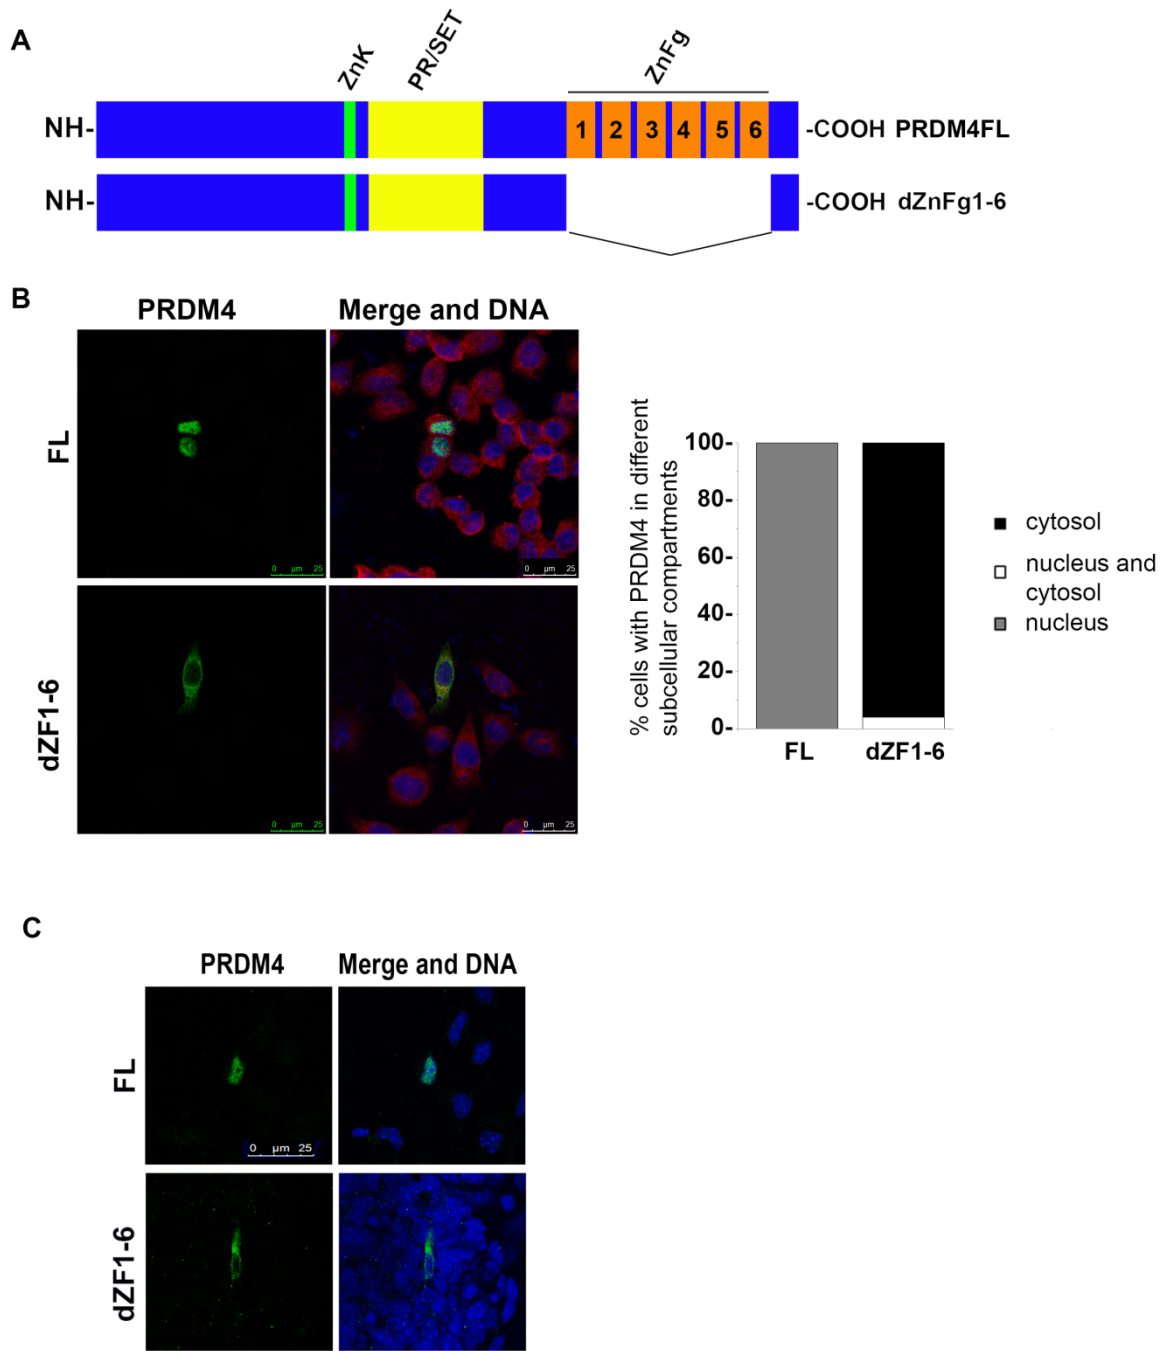 A
ZnK
PR/SET
ZnFg
NH-
1 2 3 4 5 6
-COOH PRDM4FL
NH-
-COOH dZnFg1-6
B
PRDM4
Merge and DNA
FL
0 µm 25
0 µm 25
dZF1-6
0 µm 25
0 µm 25
% cells with PRDM4 in different
subcellular compartments
100-
80-
60-
40-
20-
0-
FL
dZF1-6
cytosol
nucleus and
cytosol
nucleus
C
PRDM4
Merge and DNA
FL
0 µm 25
dZF1-6